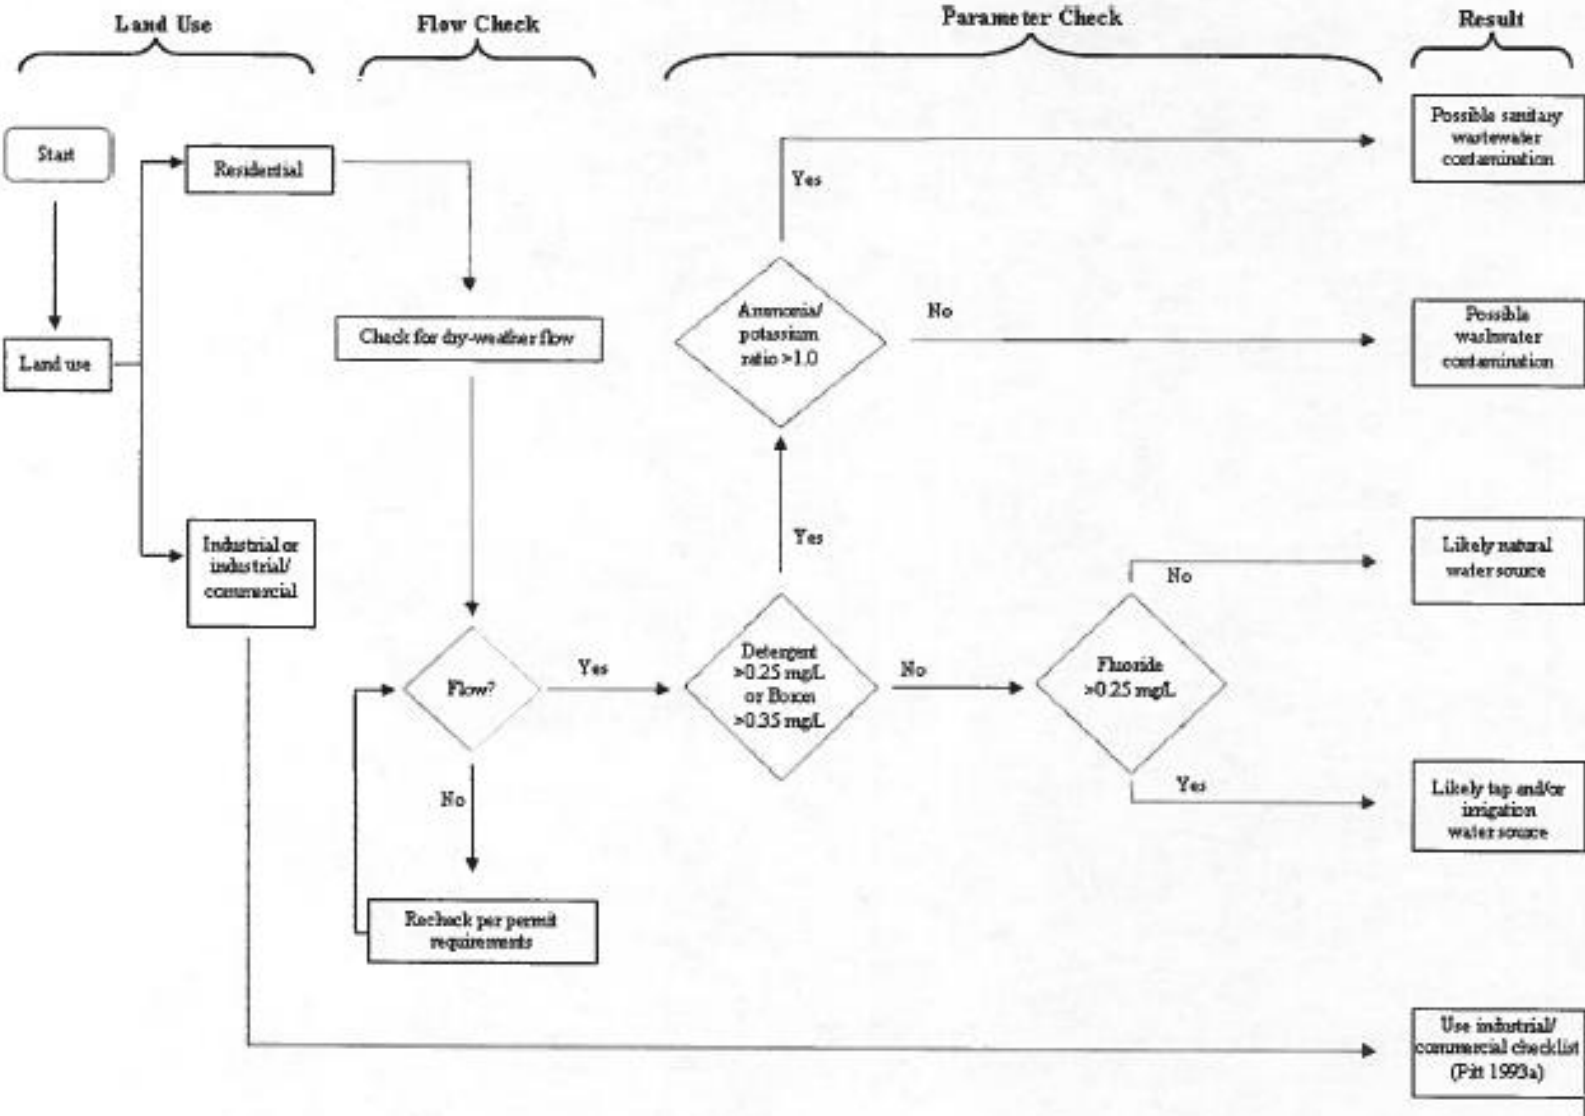 Land Use
Flow Check
Parameter Check
Result
Start
Residential
Land use
Industrial or
industrial/
commercial
Check for dry-weather flow
Flow?
Yes
No
Recheck per permit
requirements
Detergent
>0.25 mg/L
or Boron
>0.35 mg/L
Yes
No
Ammonia/
potassium
ratio >1.0
Yes
No
Fluoride
>0.25 mg/L
No
Yes
Possible sanitary
wastewater
contamination
Possible
washwater
contamination
Likely natural
water source
Likely tap and/or
irrigation
water source
Use industrial/
commercial checklist
(Pitt 1993a)